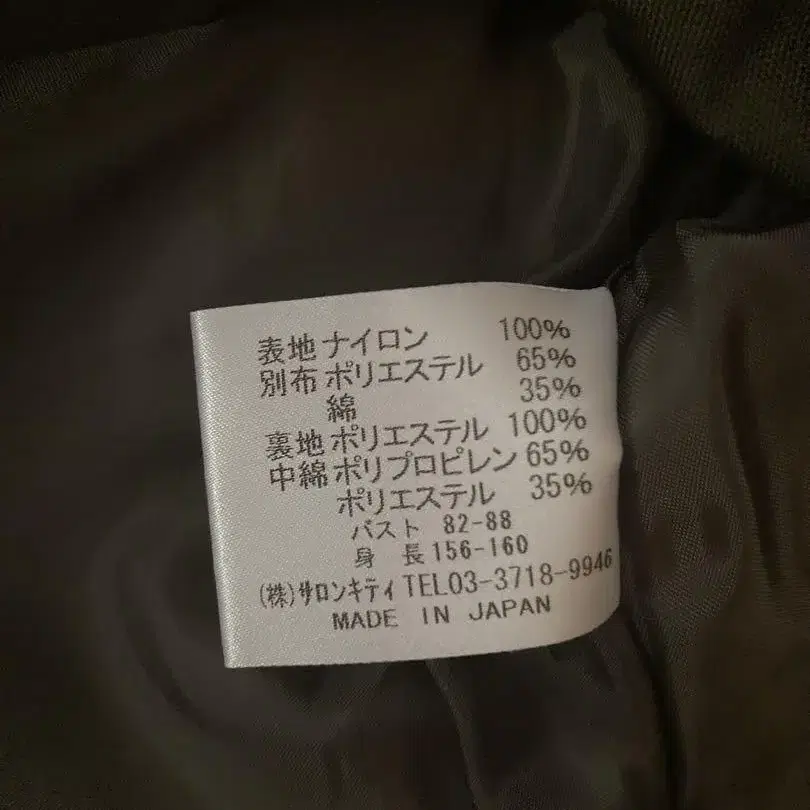 表地 ナイロン 100%
別布 ポリエステル 65%
綿 35%
裏地 ポリエステル 100%
中綿 ポリプロピレン 65%
ポリエステル 35%
バスト 82-88
身 長 156-160
(株)サロンキティ TEL03-3718-9946
MADE IN JAPAN